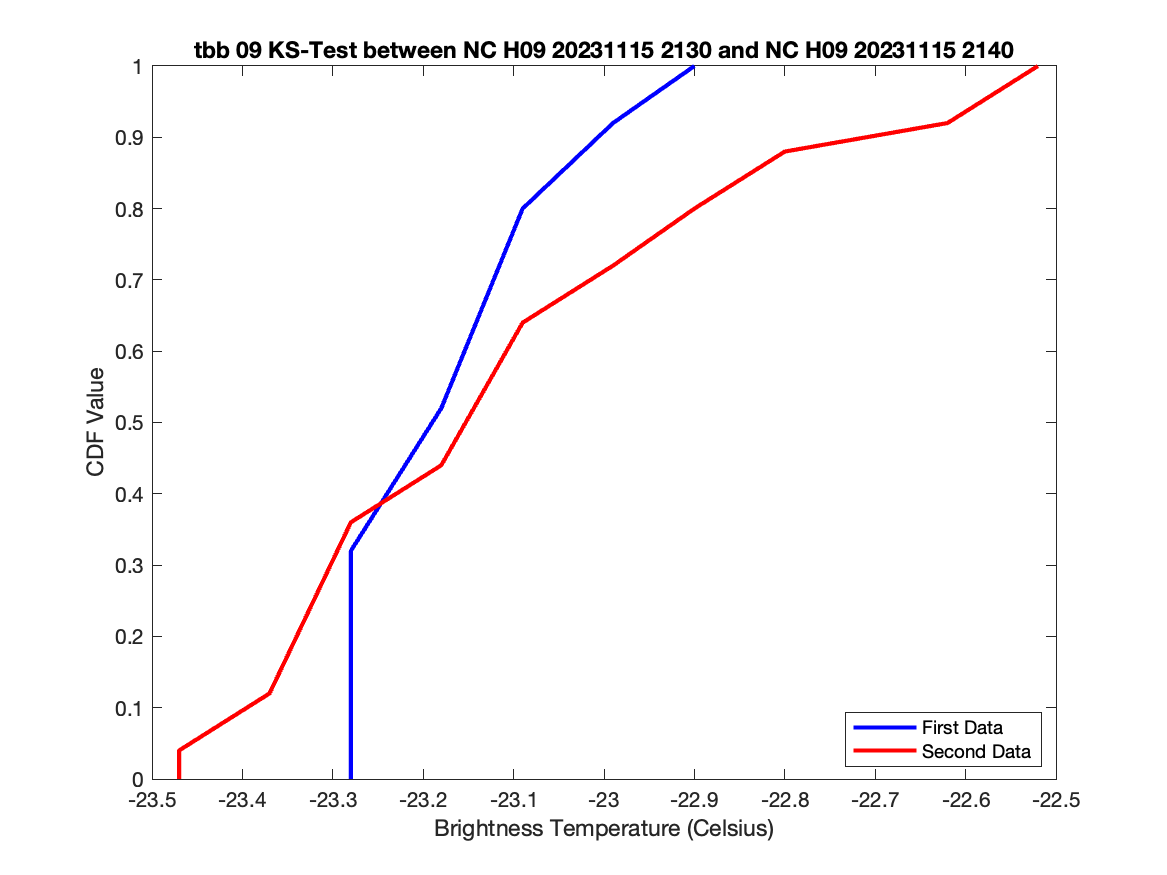 tbb 09 KS-Test between NC H09 20231115 2130 and NC H09 20231115 2140
1
0.9
0.8
0.7
0.6
0.5
0.4
0.3
0.2
0.1
0
CDF Value
First Data
Second Data
-23.5 -23.4 -23.3 -23.2 -23.1 -23 -22.9 -22.8 -22.7 -22.6 -22.5
Brightness Temperature (Celsius)